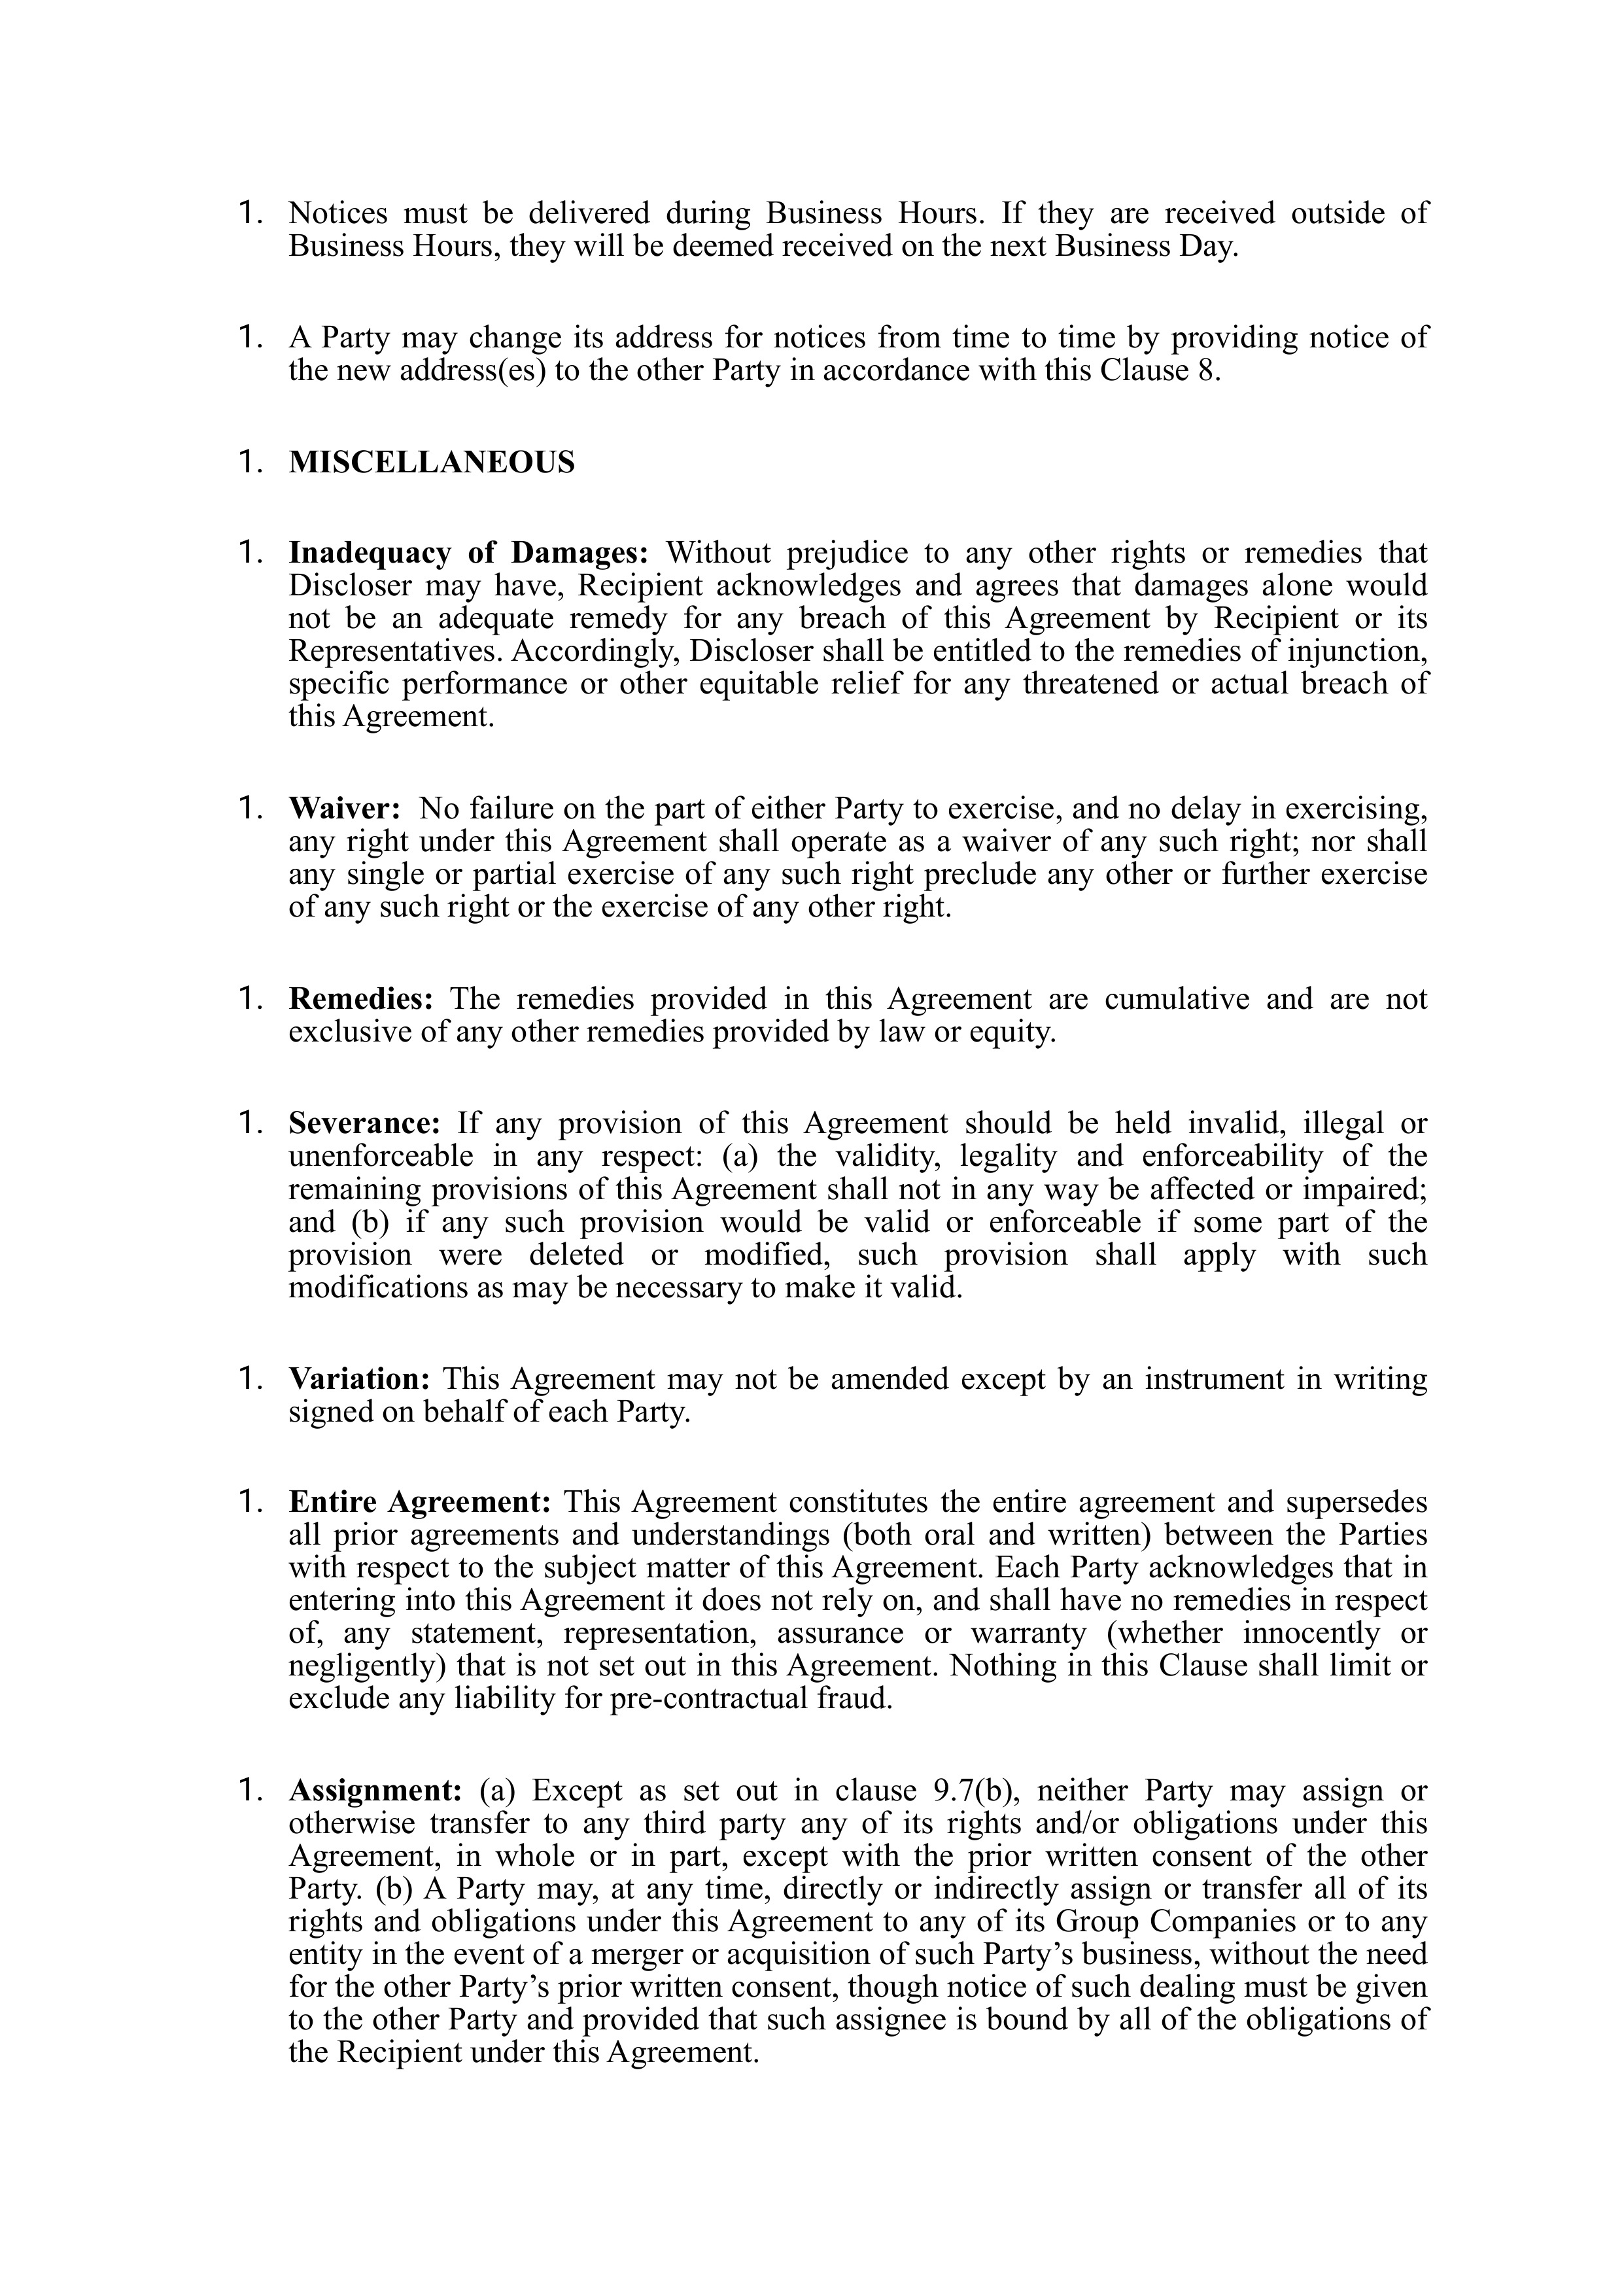 1. Notices must be delivered during Business Hours. If they are received outside of
Business Hours, they will be deemed received on the next Business Day.
1. A Party may change its address for notices from time to time by providing notice of
the new address(es) to the other Party in accordance with this Clause 8.
1. MISCELLANEOUS
1. Inadequacy of Damages: Without prejudice to any other rights or remedies that
Discloser may have, Recipient acknowledges and agrees that damages alone would
not be an adequate remedy for any breach of this Agreement by Recipient or its
Representatives. Accordingly, Discloser shall be entitled to the remedies of injunction,
specific performance or other equitable relief for any threatened or actual breach of
this Agreement.
1. Waiver: No failure on the part of either Party to exercise, and no delay in exercising,
any right under this Agreement shall operate as a waiver of any such right; nor shall
any single or partial exercise of any such right preclude any other or further exercise
of any such right or the exercise of any other right.
1. Remedies: The remedies provided in this Agreement are cumulative and are not
exclusive of any other remedies provided by law or equity.
1. Severance: If any provision of this Agreement should be held invalid, illegal or
unenforceable in any respect: (a) the validity, legality and enforceability of the
remaining provisions of this Agreement shall not in any way be affected or impaired;
and (b) if any such provision would be valid or enforceable if some part of the
provision were deleted or modified, such provision shall apply with such
modifications as may be necessary to make it valid.
1. Variation: This Agreement may not be amended except by an instrument in writing
signed on behalf of each Party.
1. Entire Agreement: This Agreement constitutes the entire agreement and supersedes
all prior agreements and understandings (both oral and written) between the Parties
with respect to the subject matter of this Agreement. Each Party acknowledges that in
entering into this Agreement it does not rely on, and shall have no remedies in respect
of, any statement, representation, assurance or warranty (whether innocently or
negligently) that is not set out in this Agreement. Nothing in this Clause shall limit or
exclude any liability for pre-contractual fraud.
1. Assignment: (a) Except as set out in clause 9.7(b), neither Party may assign or
otherwise transfer to any third party any of its rights and/or obligations under this
Agreement, in whole or in part, except with the prior written consent of the other
Party. (b) A Party may, at any time, directly or indirectly assign or transfer all of its
rights and obligations under this Agreement to any of its Group Companies or to any
entity in the event of a merger or acquisition of such Party’s business, without the need
for the other Party’s prior written consent, though notice of such dealing must be given
to the other Party and provided that such assignee is bound by all of the obligations of
the Recipient under this Agreement.